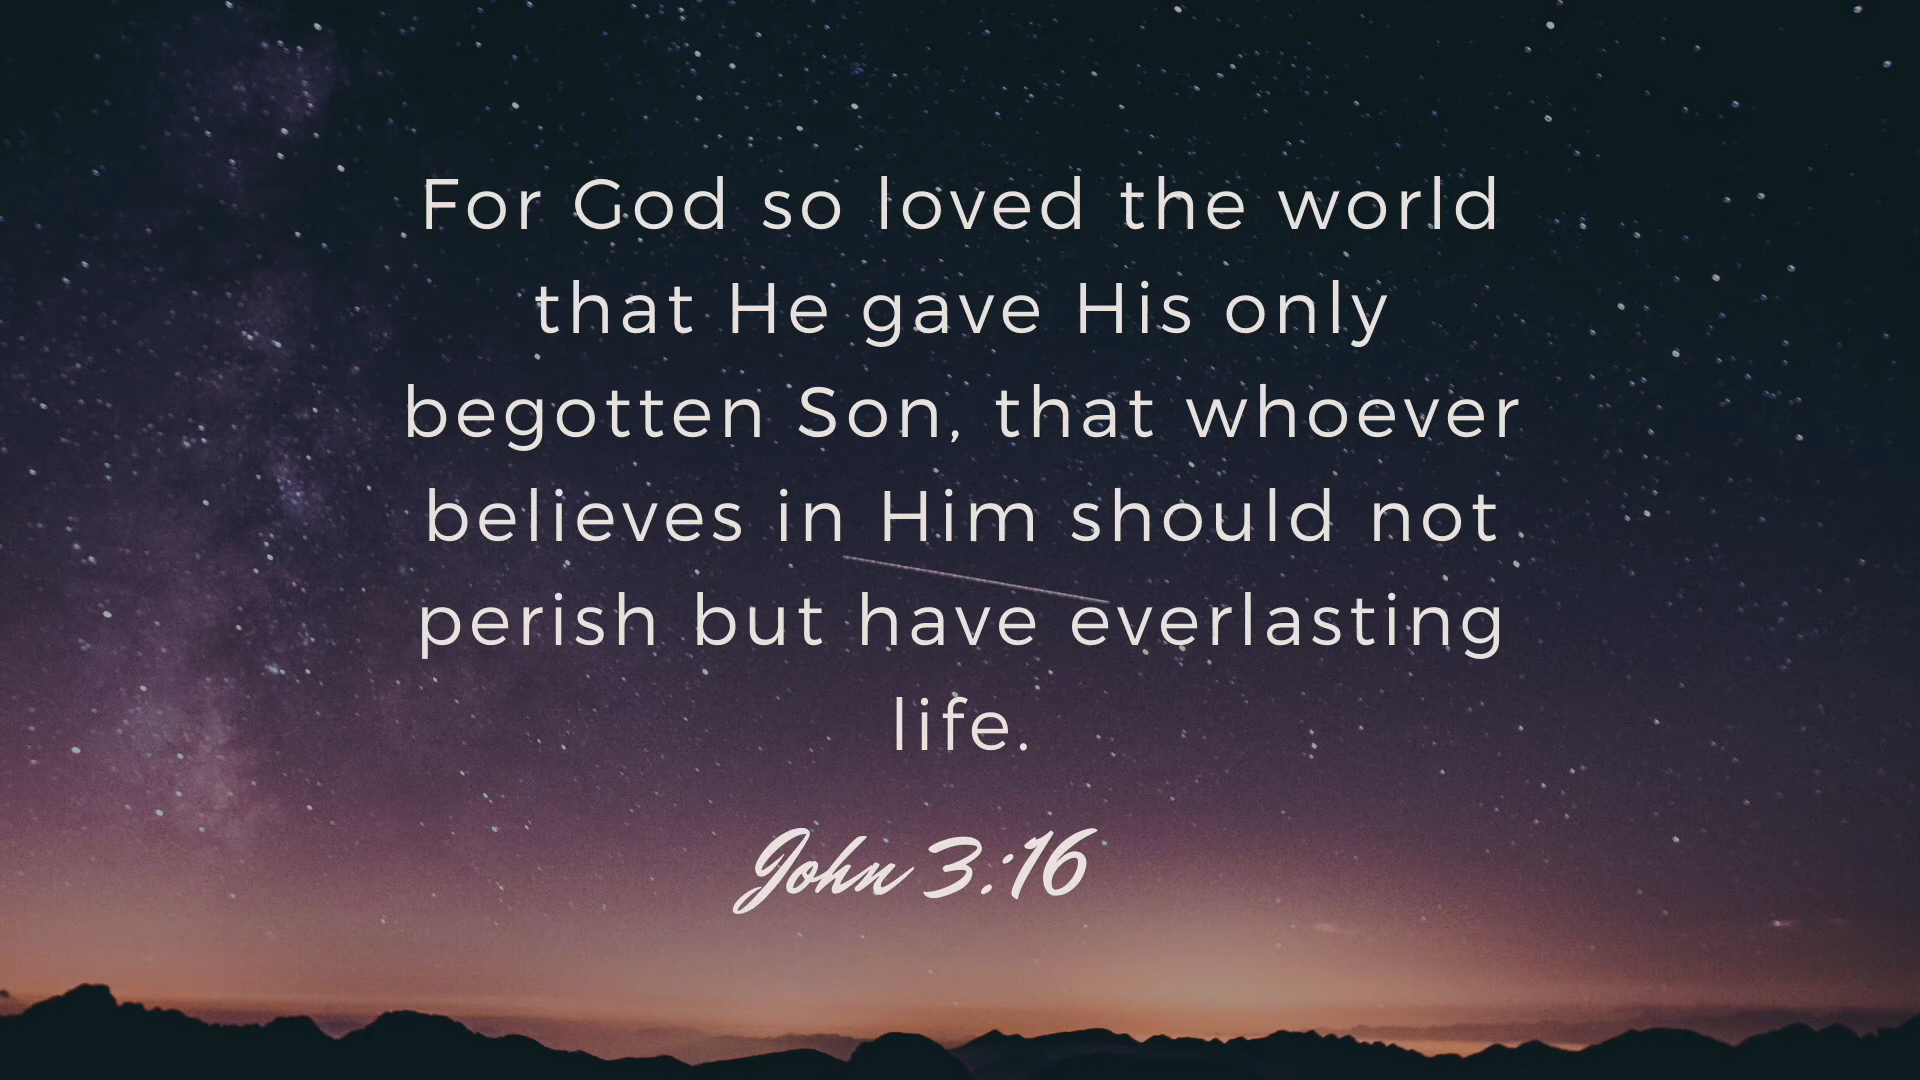 For God so loved the world
that He gave His only
begotten Son, that whoever
believes in Him should not
perish but have everlasting
life.
John 3:16